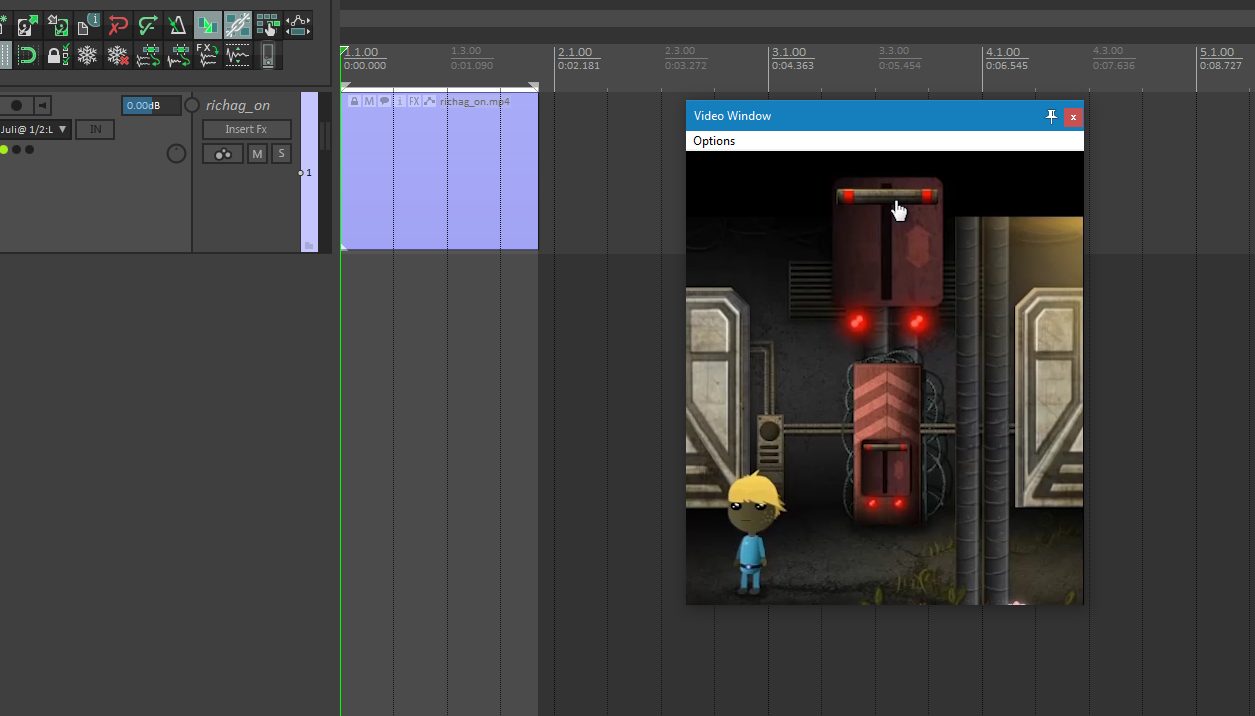 1.1.00
0:00.000
1.3.00
0:01.090
2.1.00
0:02.181
2.3.00
0:03.272
3.1.00
0:04.363
3.3.00
0:05.454
4.1.00
0:06.545
4.3.00
0:07.636
5.1.00
0:08.727
FX
0.00dB
richag_on
Juli@ 1/2:L
IN
Insert Fx
M
S
1
M
i
FX
richag_on.mp4
Video Window
x
Options